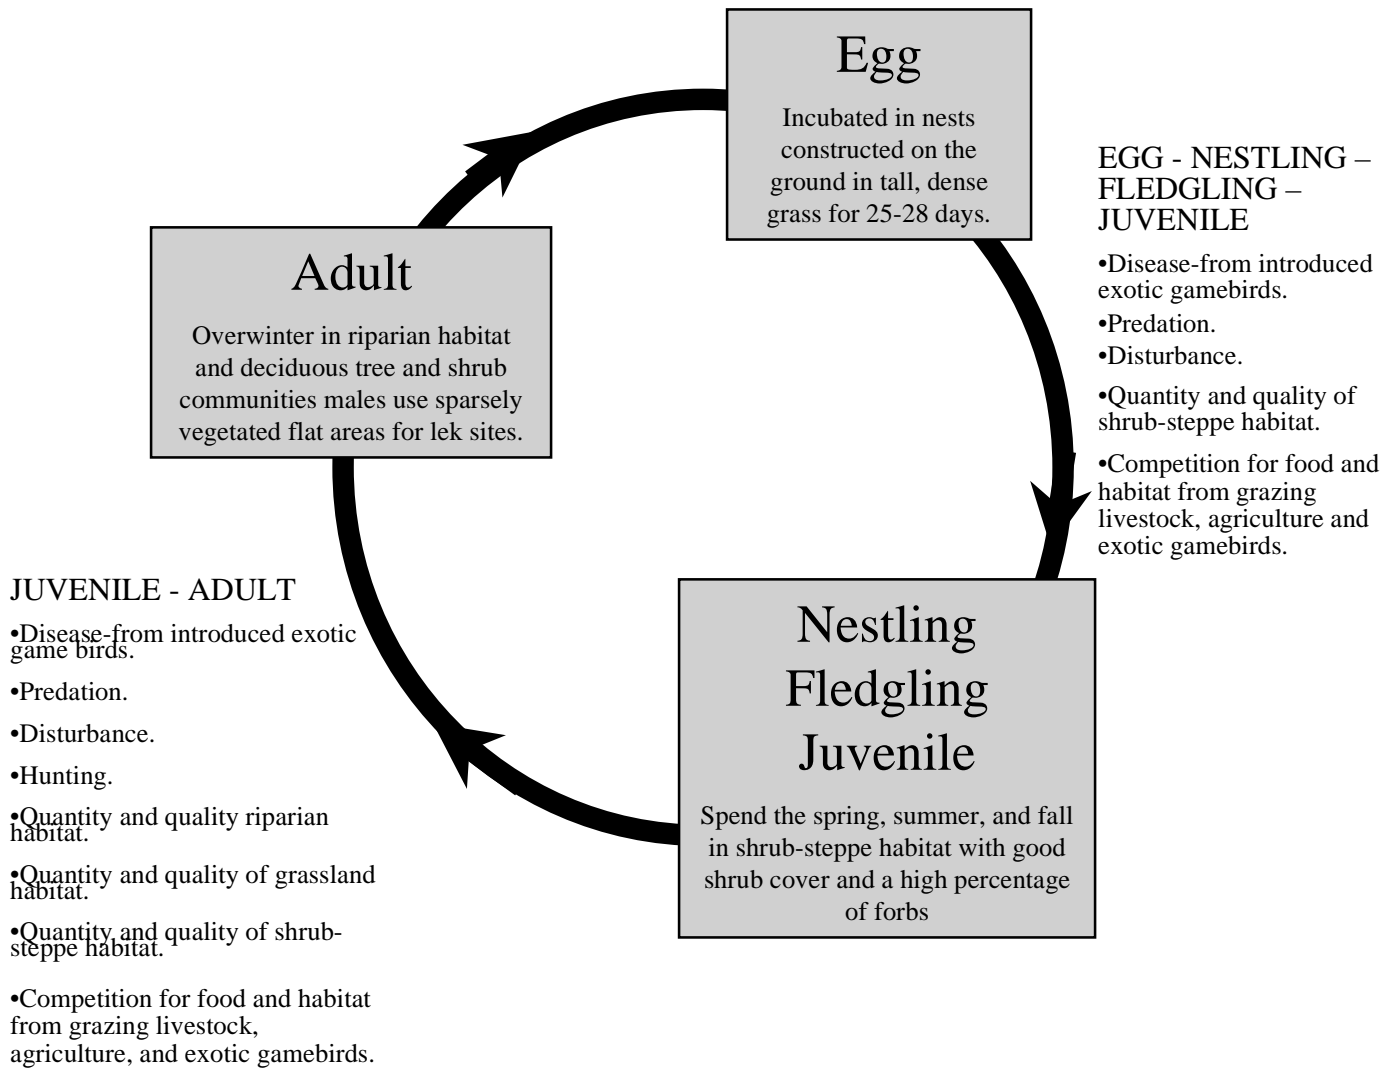 Egg
Incubated in nests
constructed on the
ground in tall, dense
grass for 25-28 days.
EGG - NESTLING –
FLEDGLING –
JUVENILE
•Disease-from introduced
exotic gamebirds.
•Predation.
•Disturbance.
•Quantity and quality of
shrub-steppe habitat.
•Competition for food and
habitat from grazing
livestock, agriculture and
exotic gamebirds.
Adult
Overwinter in riparian habitat
and deciduous tree and shrub
communities males use sparsely
vegetated flat areas for lek sites.
Nestling
Fledgling
Juvenile
Spend the spring, summer, and fall
in shrub-steppe habitat with good
shrub cover and a high percentage
of forbs
JUVENILE - ADULT
•Disease-from introduced exotic
game birds.
•Predation.
•Disturbance.
•Hunting.
•Quantity and quality riparian
habitat.
•Quantity and quality of grassland
habitat.
•Quantity and quality of shrub-
steppe habitat.
•Competition for food and habitat
from grazing livestock,
agriculture, and exotic gamebirds.